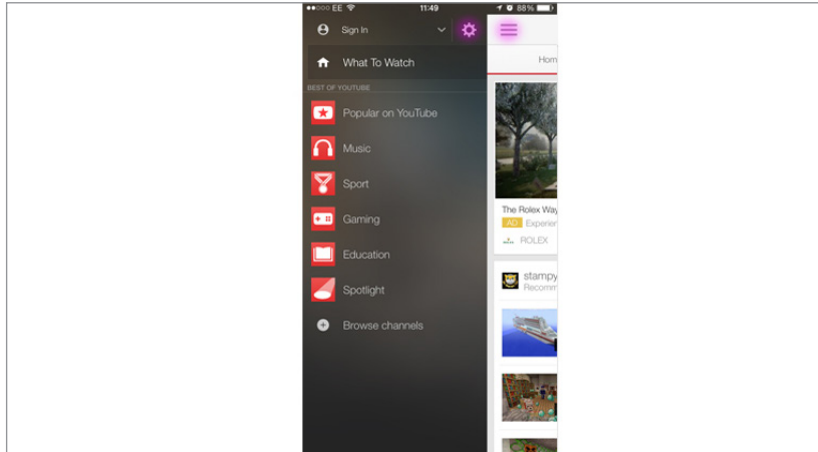 EE 11:49 88%
Sign In
What To Watch
Hom
BEST OF YOUTUBE
Popular on YouTube
Music
Sport
Gaming
Education
Spotlight
Browse channels
The Rolex Way
AD Experien
ROLEX
stampy
Recomm